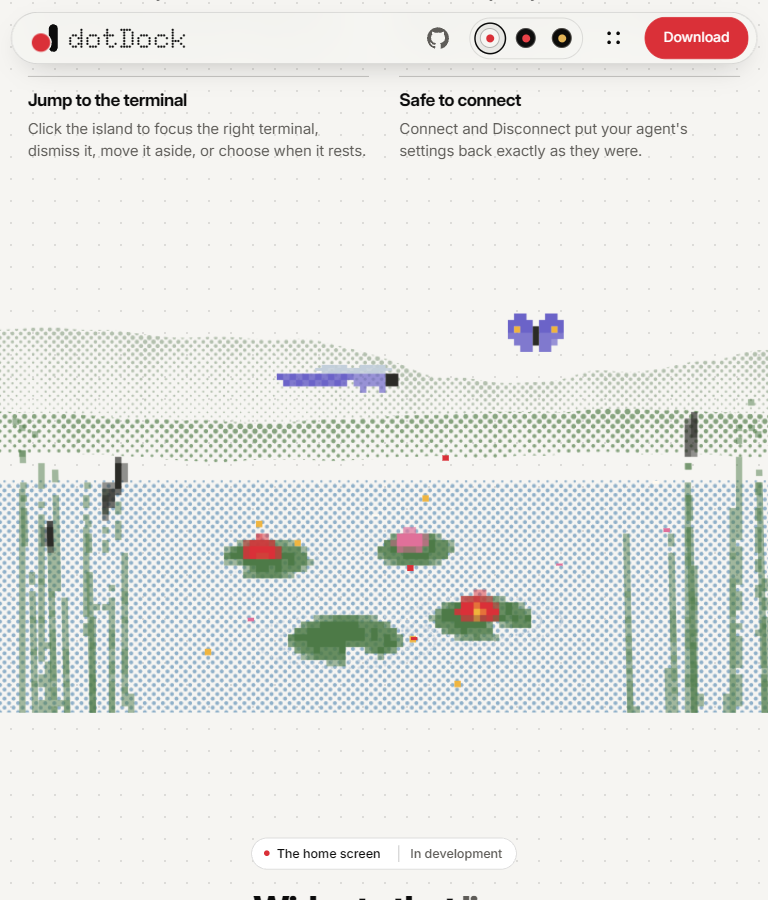 dotDock
Download
Jump to the terminal
Click the island to focus the right terminal,
dismiss it, move it aside, or choose when it rests.
Safe to connect
Connect and Disconnect put your agent's
settings back exactly as they were.
The home screen
In development